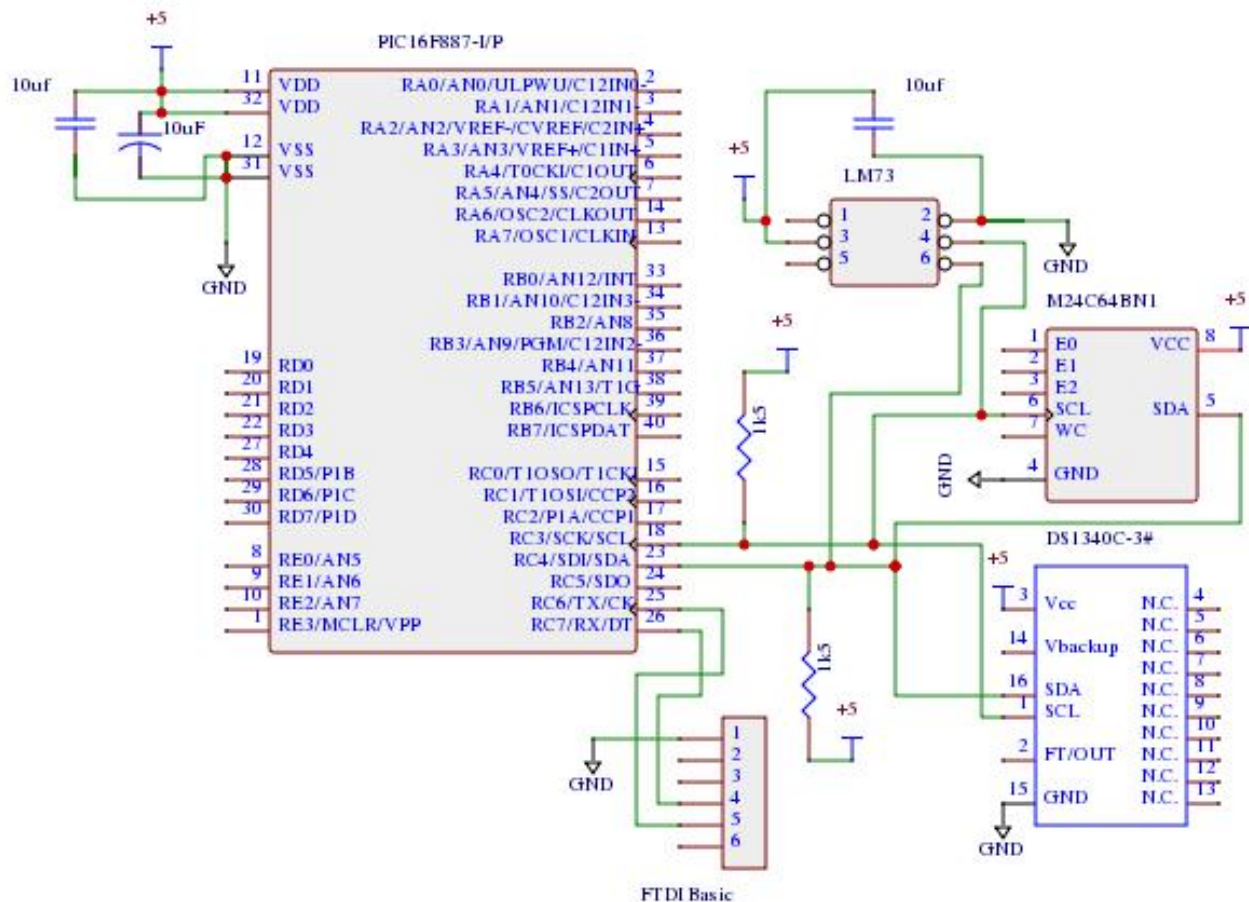 +5
10uf
10uF
GND
PIC16F887-I/P
11 VDD
32 VDD
12 VSS
31 VSS
19 RD0
20 RD1
21 RD2
22 RD3
27 RD4
28 RD5/P1B
29 RD6/P1C
30 RD7/P1D
8 RE0/AN5
9 RE1/AN6
10 RE2/AN7
1 RE3/MCLR/VPP
RA0/AN0/ULPWU/C12IN0- 2
RA1/AN1/C12IN1- 3
RA2/AN2/VREF-/CVREF/C2IN+ 4
RA3/AN3/VREF+/C1IN+ 5
RA4/T0CKI/C1OUT 6
RA5/AN4/SS/C2OUT 7
RA6/OSC2/CLKOUT 14
RA7/OSC1/CLKIN 13
RB0/AN12/INT 33
RB1/AN10/C12IN3- 34
RB2/AN8 35
RB3/AN9/PGM/C12IN2- 36
RB4/AN11 37
RB5/AN13/T1G 38
RB6/ICSPCLK 39
RB7/ICSPDAT 40
RC0/T1OSO/T1CKI 15
RC1/T1OSI/CCP2 16
RC2/P1A/CCP1 17
RC3/SCK/SCL 18
RC4/SDI/SDA 23
RC5/SDO 24
RC6/TX/CK 25
RC7/RX/DT 26
10uf
+5
LM73
1 2
3 4
5 6
GND
+5
1k5
M24C64BN1
+5
1 E0
2 E1
3 E2
6 SCL
7 WC
4 GND
VCC 8
SDA 5
GND
1k5
+5
DS1340C-3#
+5
3 Vcc
14 Vbackup
16 SDA
1 SCL
2 FT/OUT
15 GND
N.C. 4
N.C. 5
N.C. 6
N.C. 7
N.C. 8
N.C. 9
N.C. 10
N.C. 11
N.C. 12
N.C. 13
GND
GND
1
2
3
4
5
6
FTDI Basic